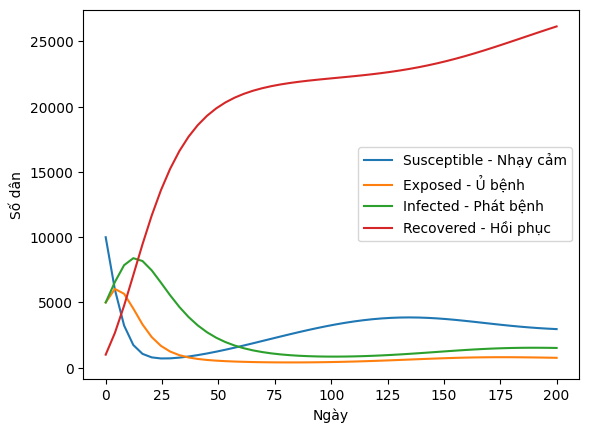 25000
20000
15000
10000
5000
0
Số dân
Susceptible - Nhạy cảm
Exposed - Ủ bệnh
Infected - Phát bệnh
Recovered - Hồi phục
0 25 50 75 100 125 150 175 200
Ngày